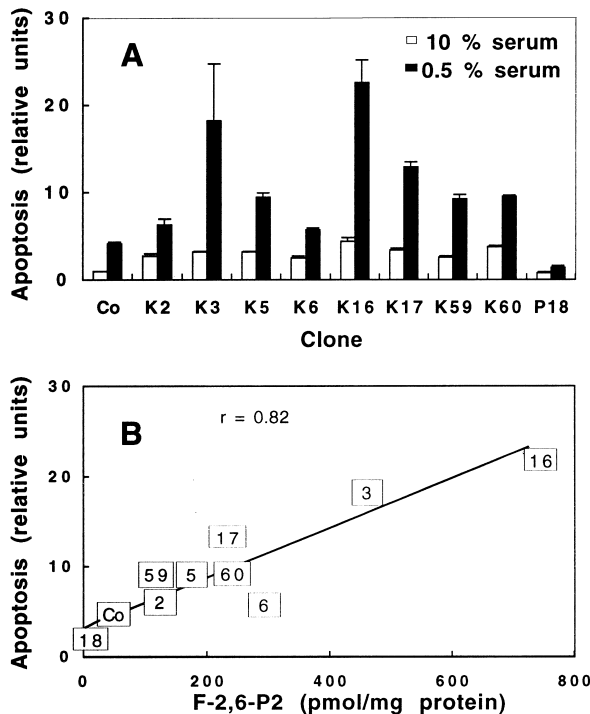 30
A
10 % serum
0.5 % serum
20
10
0
Apoptosis (relative units)
Co K2 K3 K5 K6 K16 K17 K59 K60 P18
Clone
30
B
r = 0.82
20
16
3
17
10
59 5 60
2 6
Co
18
0
Apoptosis (relative units)
0 200 400 600 800
F-2,6-P2 (pmol/mg protein)